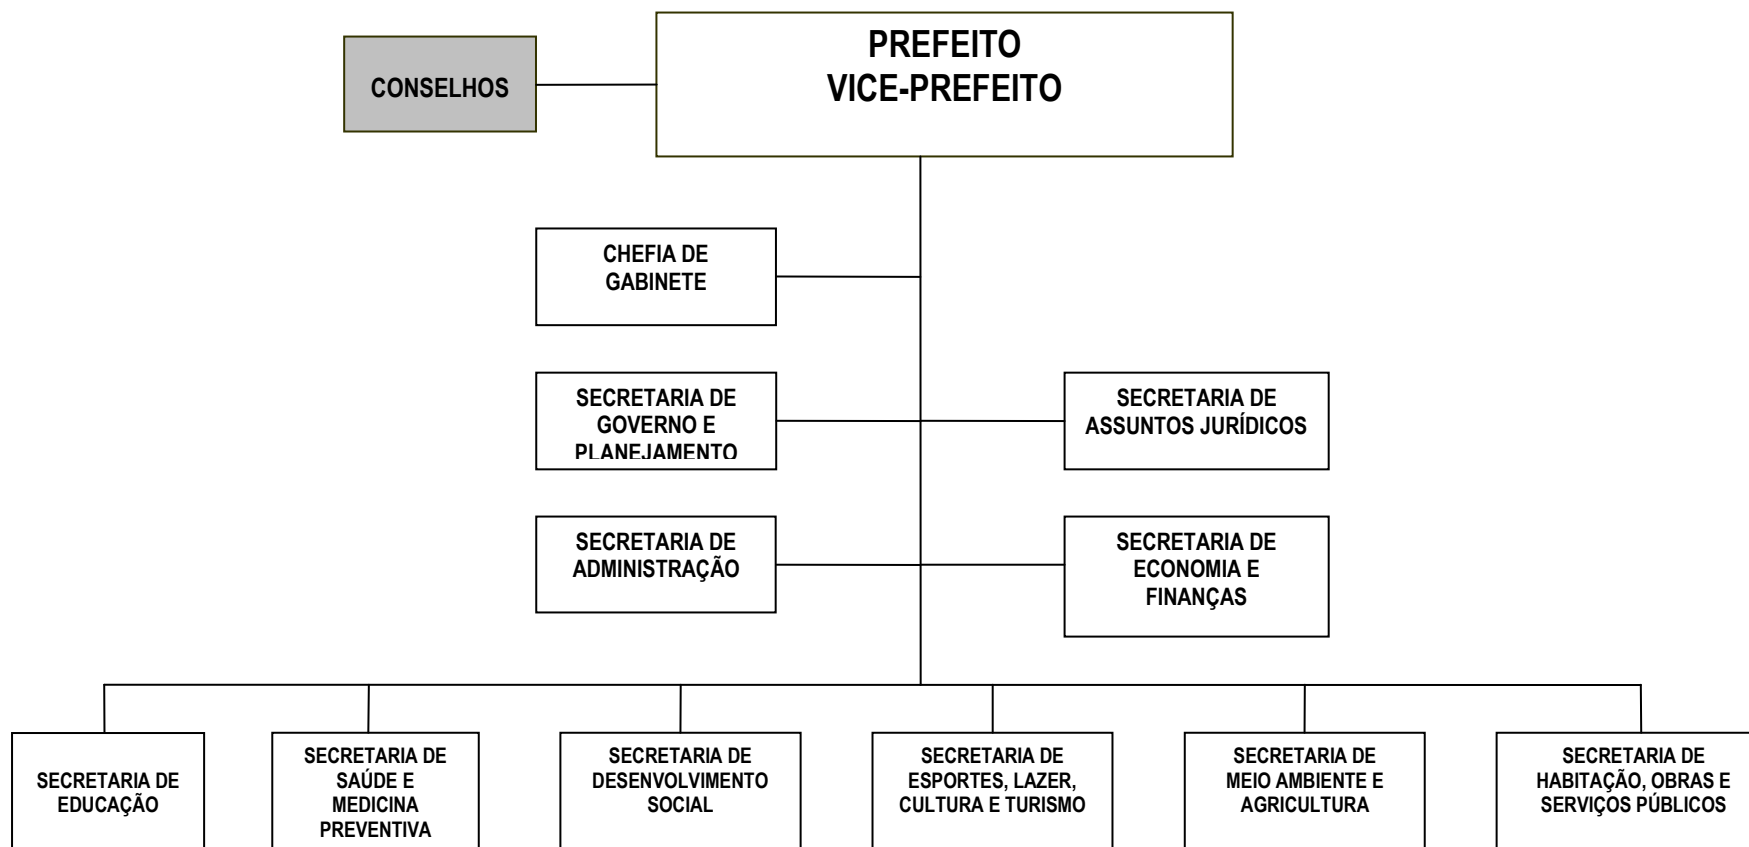 PREFEITO
VICE-PREFEITO
CONSELHOS
CHEFIA DE
GABINETE
SECRETARIA DE
GOVERNO E
PLANEJAMENTO
SECRETARIA DE
ASSUNTOS JURÍDICOS
SECRETARIA DE
ADMINISTRAÇÃO
SECRETARIA DE
ECONOMIA E
FINANÇAS
SECRETARIA DE
EDUCAÇÃO
SECRETARIA DE
SAÚDE E
MEDICINA
PREVENTIVA
SECRETARIA DE
DESENVOLVIMENTO
SOCIAL
SECRETARIA DE
ESPORTES, LAZER,
CULTURA E TURISMO
SECRETARIA DE
MEIO AMBIENTE E
AGRICULTURA
SECRETARIA DE
HABITAÇÃO, OBRAS E
SERVIÇOS PÚBLICOS